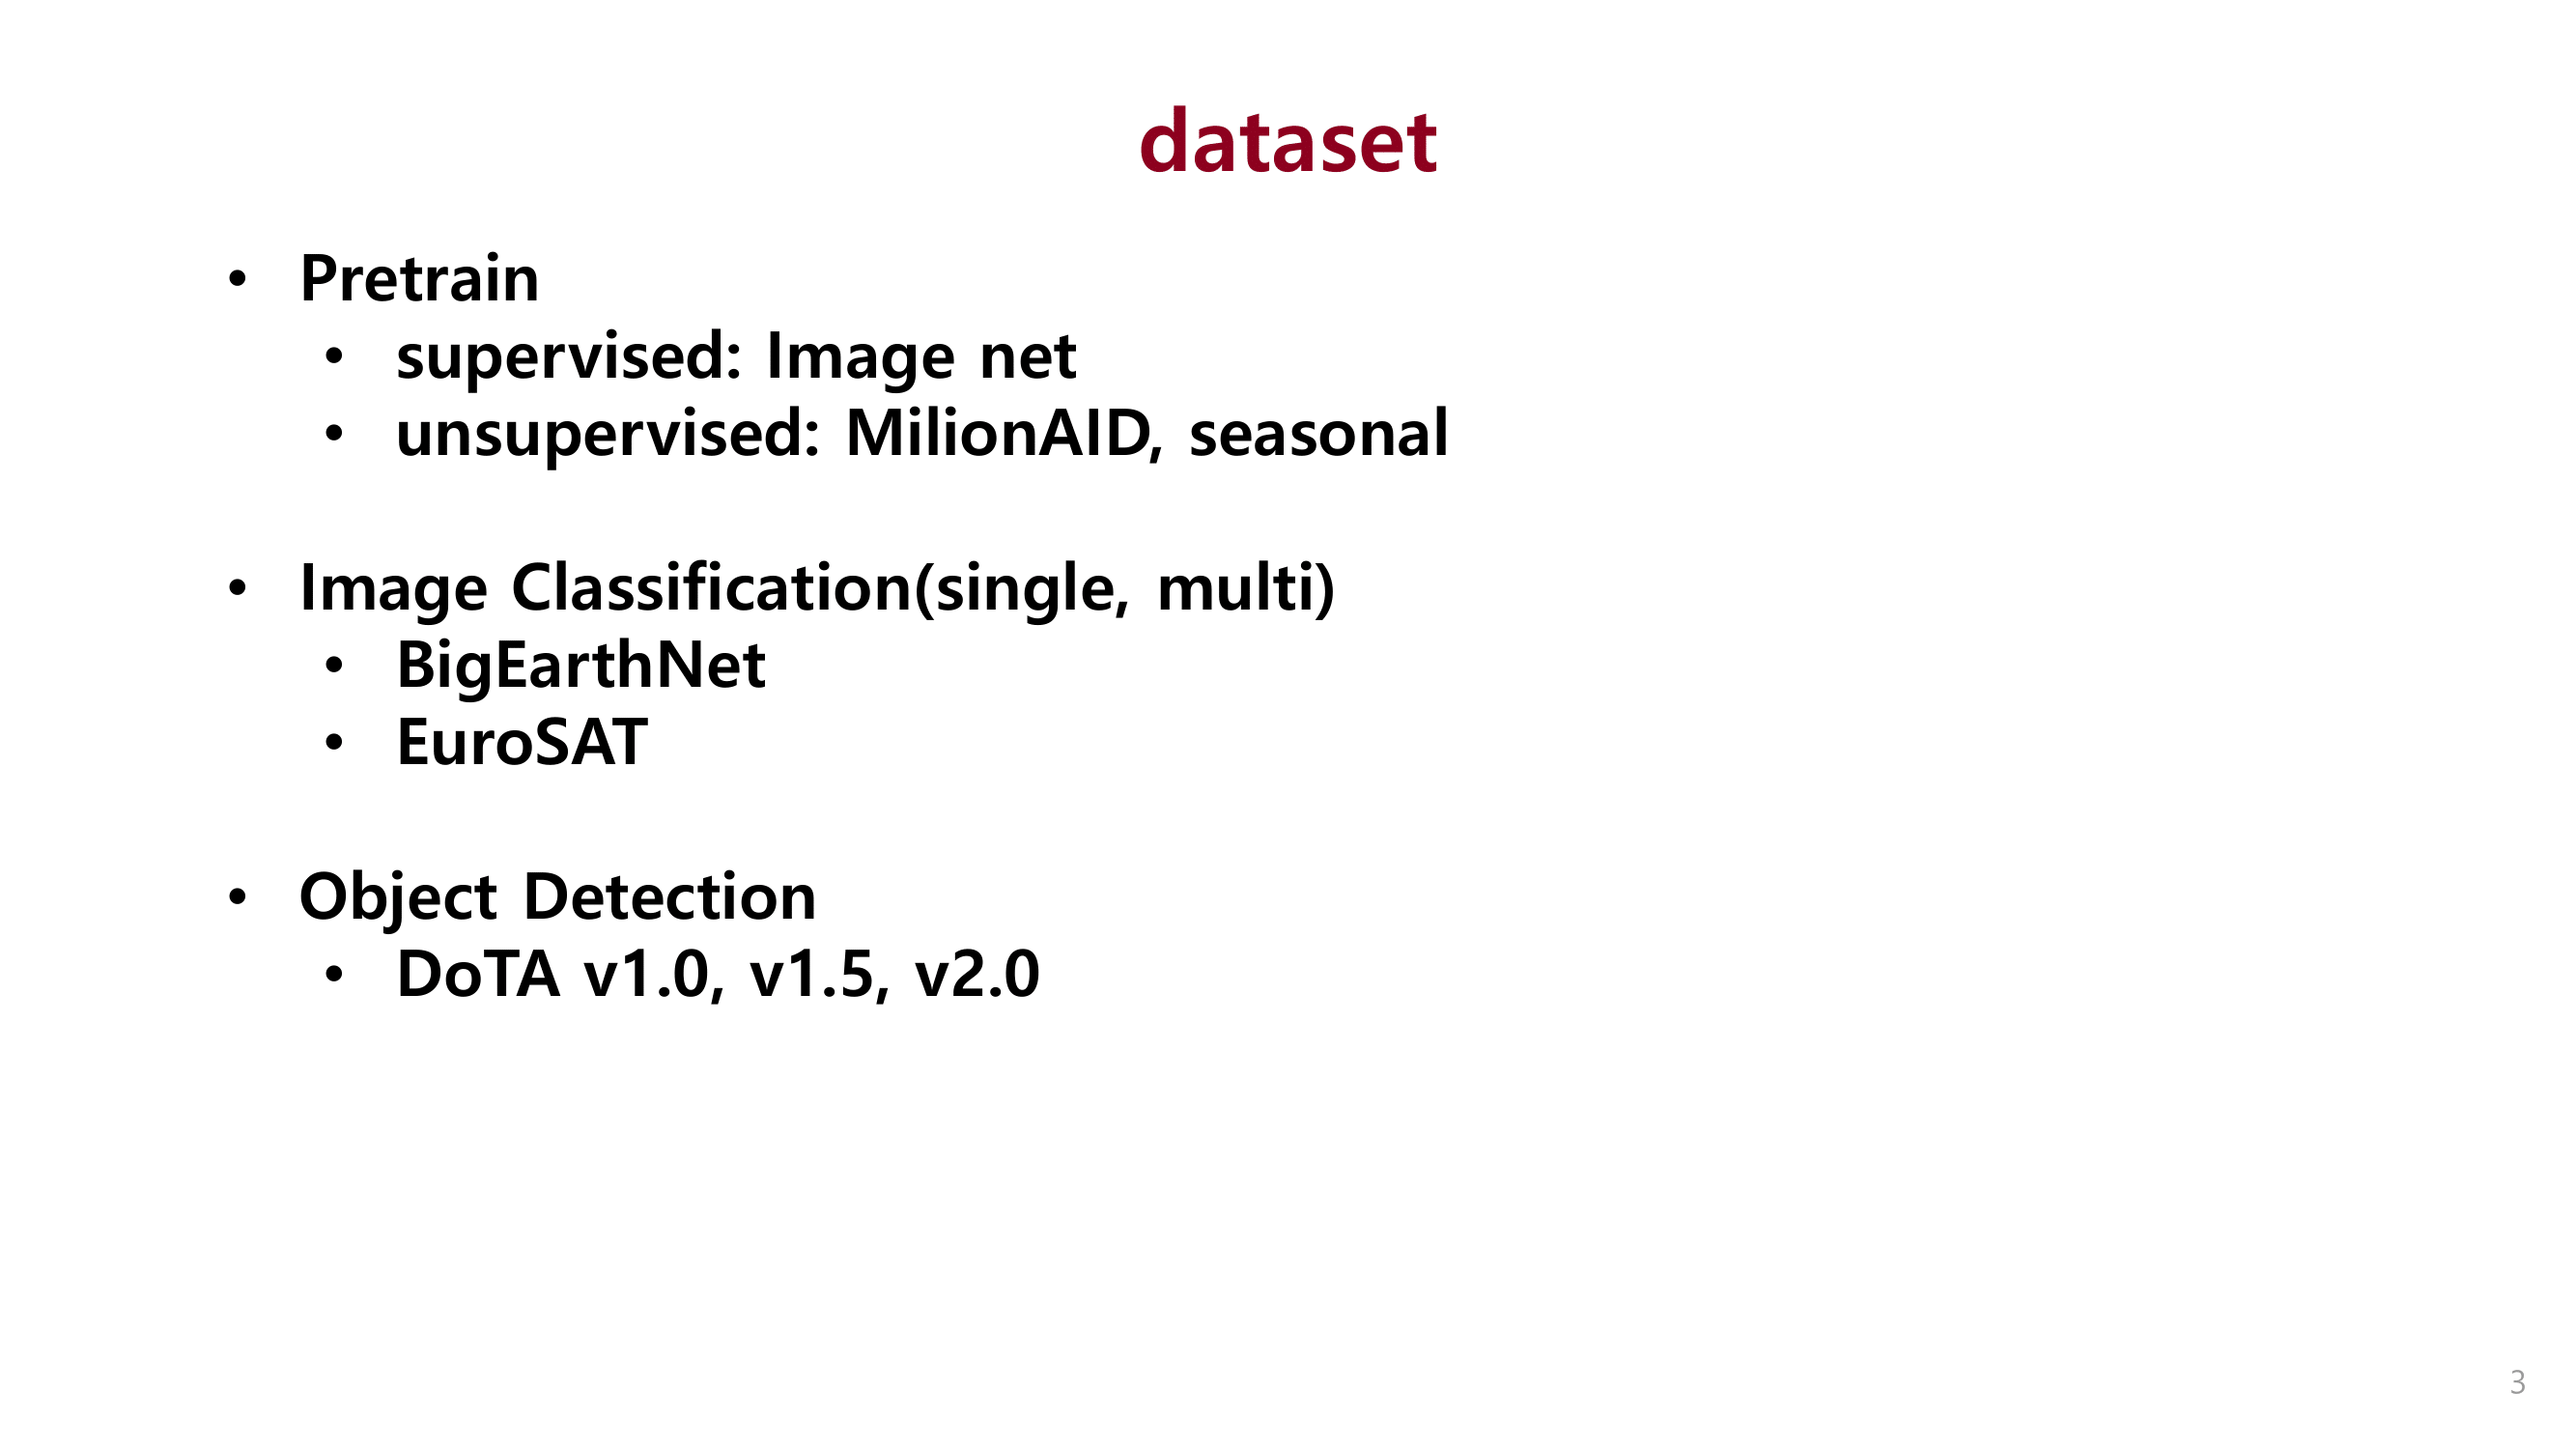 dataset
• Pretrain
• supervised: Image net
• unsupervised: MilionAID, seasonal
• Image Classification(single, multi)
• BigEarthNet
• EuroSAT
• Object Detection
• DoTA v1.0, v1.5, v2.0
3